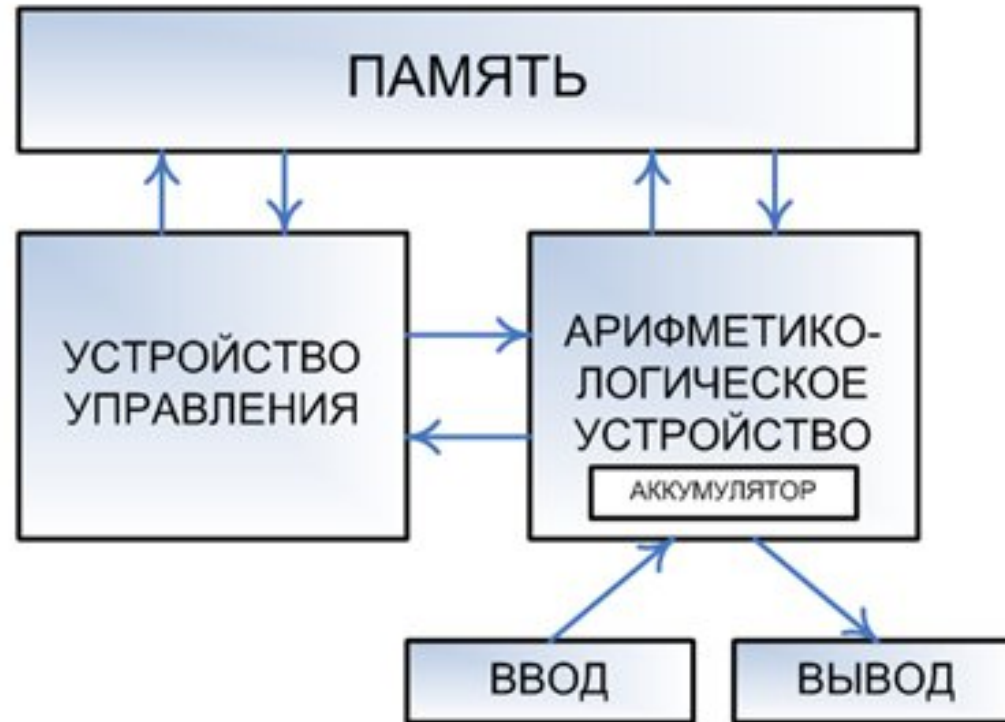 ПАМЯТЬ
УСТРОЙСТВО
УПРАВЛЕНИЯ
АРИФМЕТИКО-
ЛОГИЧЕСКОЕ
УСТРОЙСТВО
АККУМУЛЯТОР
ВВОД
ВЫВОД